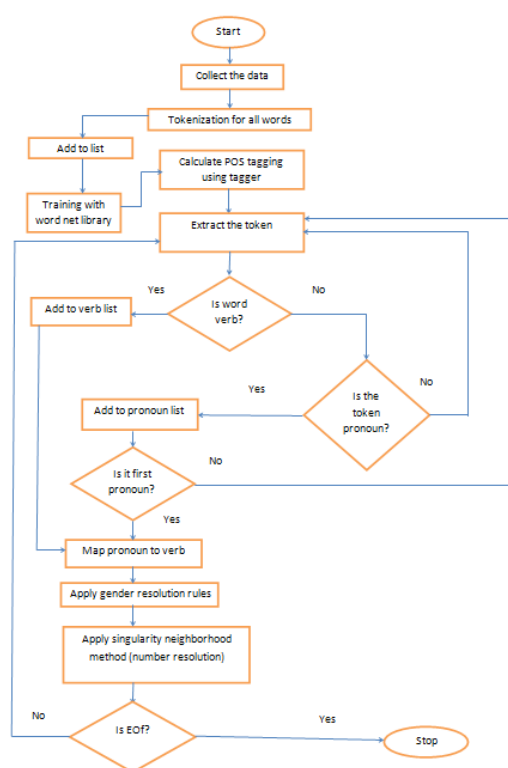 Start
Collect the data
Tokenization for all words
Add to list
Calculate POS tagging
using tagger
Training with
word net library
Extract the token
Yes
No
Add to verb list
Is word
verb?
Is the
token
pronoun?
No
Yes
Add to pronoun list
Is it first
pronoun?
No
Yes
Map pronoun to verb
Apply gender resolution rules
Apply singularity neighborhood
method (number resolution)
No
Is EOf?
Yes
Stop